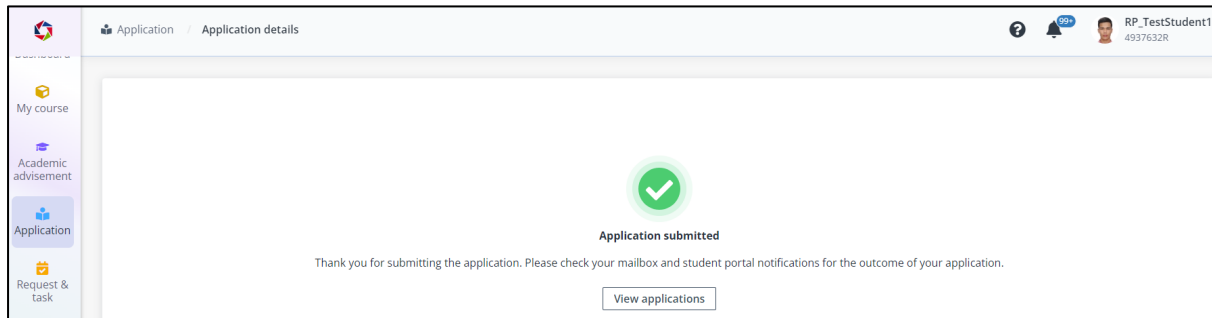 Application / Application details
99+
RP_TestStudent1
4937632R
My course
Academic
advisement
Application
Request &
task
Application submitted
Thank you for submitting the application. Please check your mailbox and student portal notifications for the outcome of your application.
View applications